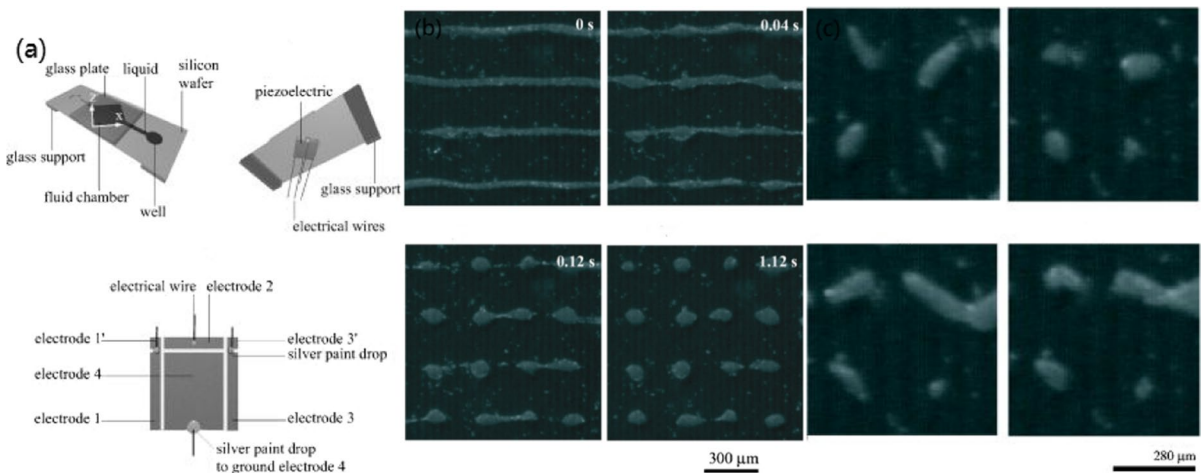 (a)
glass plate
liquid
silicon
wafer
z
x
glass support
fluid chamber
well
piezoelectric
glass support
electrical wires
electrical wire
electrode 2
electrode 1'
electrode 3'
silver paint drop
electrode 4
electrode 1
electrode 3
silver paint drop
to ground electrode 4
(b)
0 s
0.04 s
0.12 s
1.12 s
300 μm
(c)
280 μm